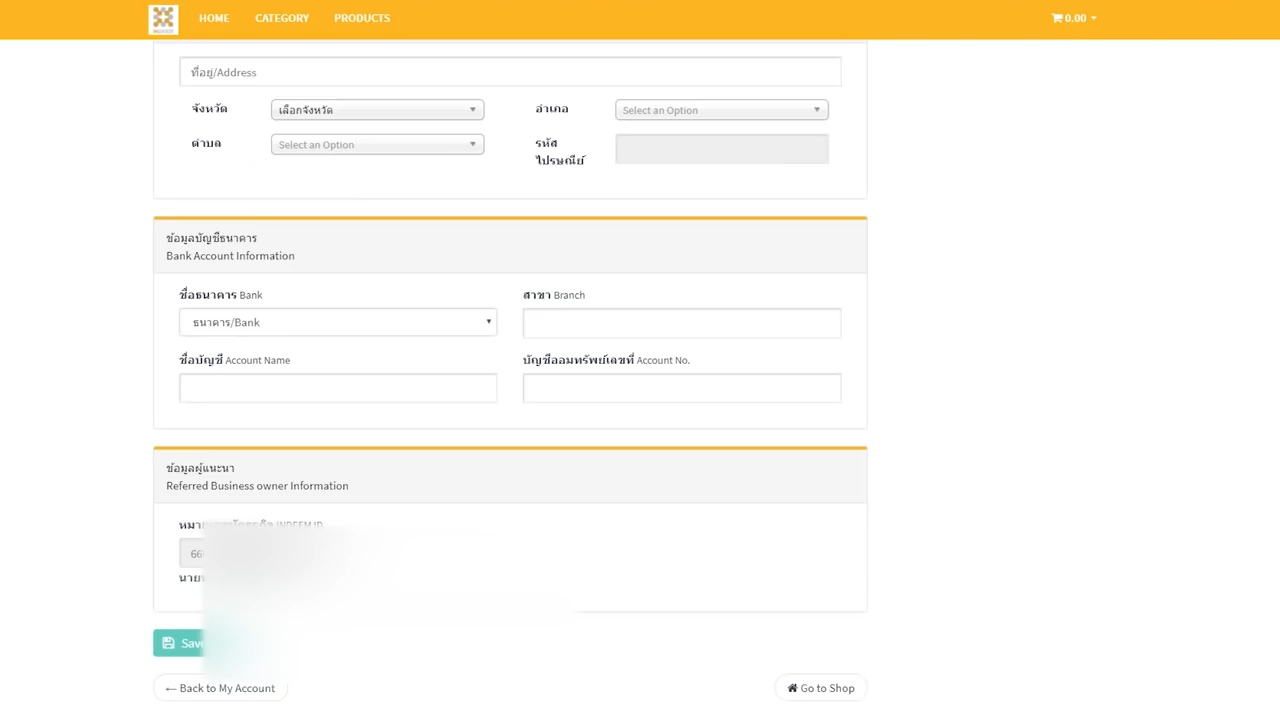 HOME CATEGORY PRODUCTS 0.00
ที่อยู่/Address
จังหวัด เลือกจังหวัด อำเภอ Select an Option
ตำบล Select an Option รหัส
ไปรษณีย์
ข้อมูลบัญชีธนาคาร
Bank Account Information
ชื่อธนาคาร Bank สาขา Branch
ธนาคาร/Bank
ชื่อบัญชี Account Name บัญชีออมทรัพย์เลขที่ Account No.
ข้อมูลผู้แนะนำ
Referred Business owner Information
Save
← Back to My Account Go to Shop